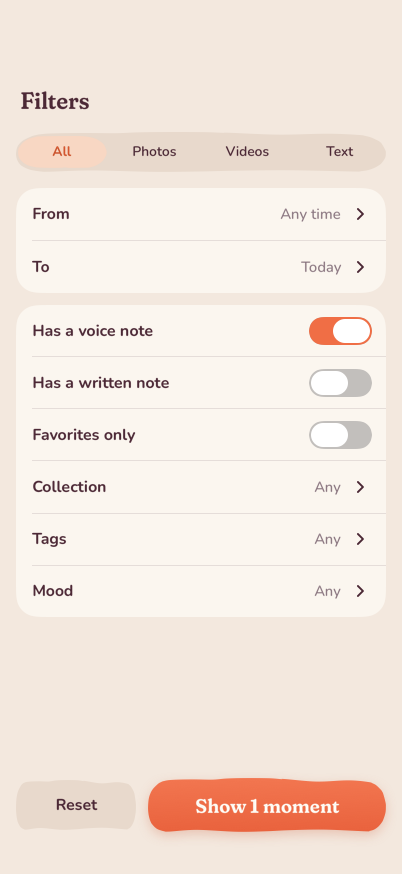 Filters
All Photos Videos Text
From Any time
To Today
Has a voice note
Has a written note
Favorites only
Collection Any
Tags Any
Mood Any
Reset Show 1 moment